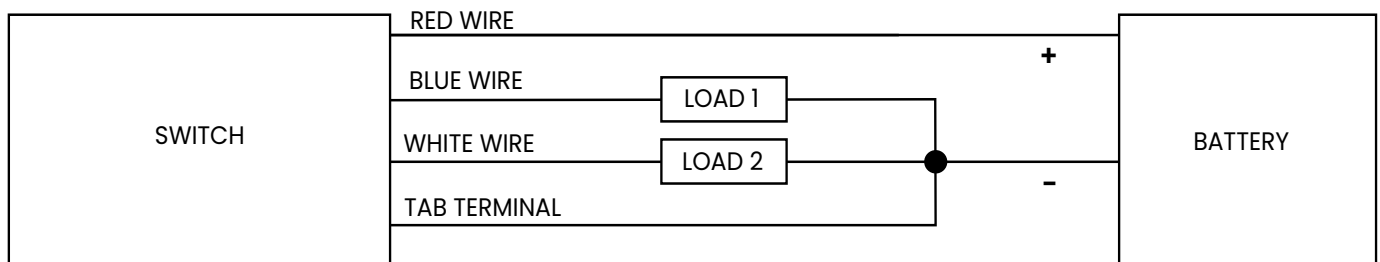 RED WIRE
+
BLUE WIRE
LOAD 1
SWITCH
BATTERY
WHITE WIRE
LOAD 2
-
TAB TERMINAL